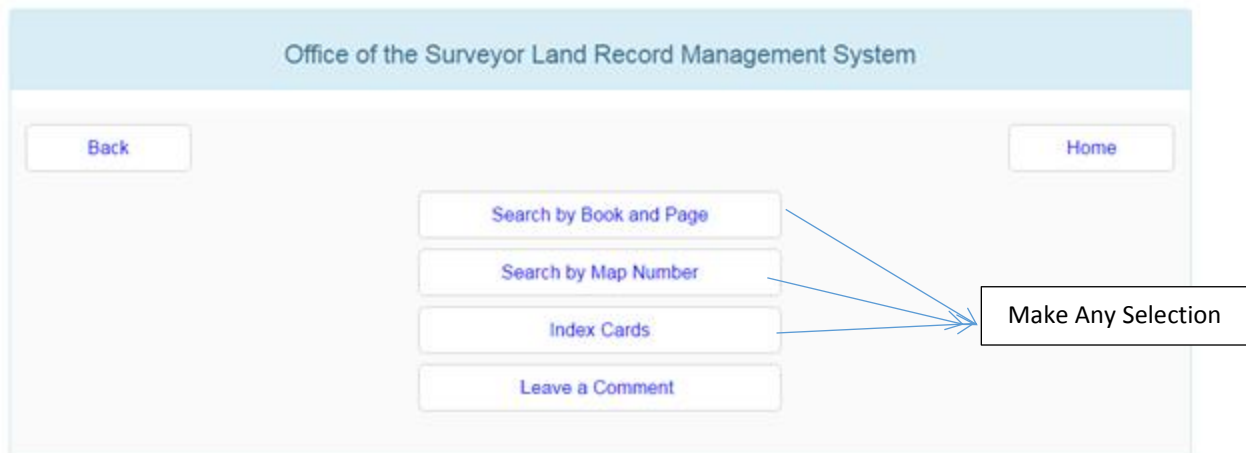 Office of the Surveyor Land Record Management System
Back
Home
Search by Book and Page
Search by Map Number
Index Cards
Make Any Selection
Leave a Comment